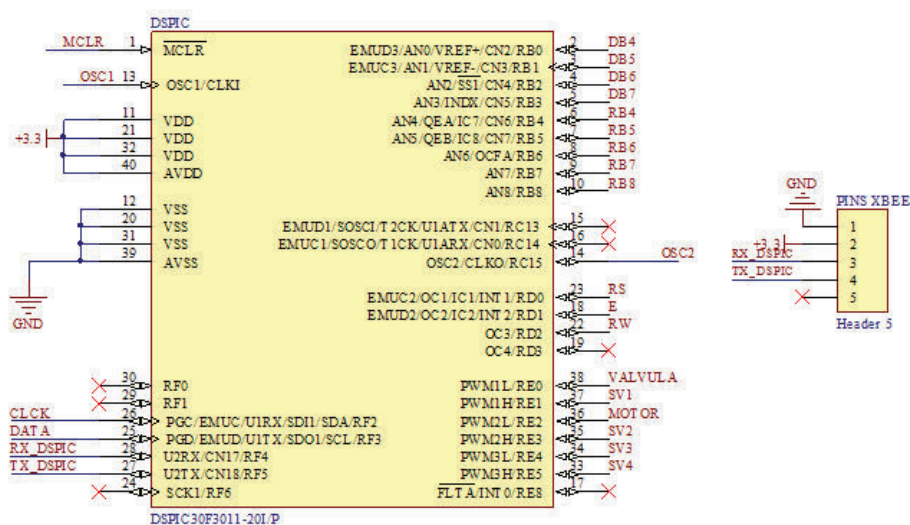 DSPIC
MCLR 1 MCLR
OSC1 13 OSC1/CLKI
11 VDD
+3.3 21 VDD
32 VDD
40 AVDD
12 VSS
20 VSS
31 VSS
39 AVSS
GND
30 RF0
29 RF1
CLCK 26 PGC/EMUC/U1RX/SDI1/SDA/RF2
DATA 25 PGD/EMUD/U1TX/SDO1/SCL/RF3
RX_DSPIC 28 U2RX/CN17/RF4
TX_DSPIC 27 U2TX/CN18/RF5
24 SCK1/RF6
EMUD3/AN0/VREF+/CN2/RB0 2 DB4
EMUC3/AN1/VREF-/CN3/RB1 3 DB5
AN2/SS1/CN4/RB2 4 DB6
AN3/INDX/CN5/RB3 5 DB7
AN4/QEA/IC7/CN6/RB4 6 RB4
AN5/QEB/IC8/CN7/RB5 7 RB5
AN6/OCFA/RB6 8 RB6
AN7/RB7 9 RB7
AN8/RB8 10 RB8
EMUD1/SOSCI/T2CK/U1ATX/CN1/RC13 15
EMUC1/SOSCO/T1CK/U1ARX/CN0/RC14 16
OSC2/CLKO/RC15 14 OSC2
EMUC2/OC1/IC1/INT1/RD0 23 RS
EMUD2/OC2/IC2/INT2/RD1 18 E
OC3/RD2 22 RW
OC4/RD3 19
PWM1L/RE0 38 VALVULA
PWM1H/RE1 37 SV1
PWM2L/RE2 36 MOTOR
PWM2H/RE3 35 SV2
PWM3L/RE4 34 SV3
PWM3H/RE5 33 SV4
FLTA/INT0/RE8 17
DSPIC30F3011-20I/P
PINS XBEE
GND 1
+3.3 2
RX_DSPIC 3
TX_DSPIC 4
5
Header 5